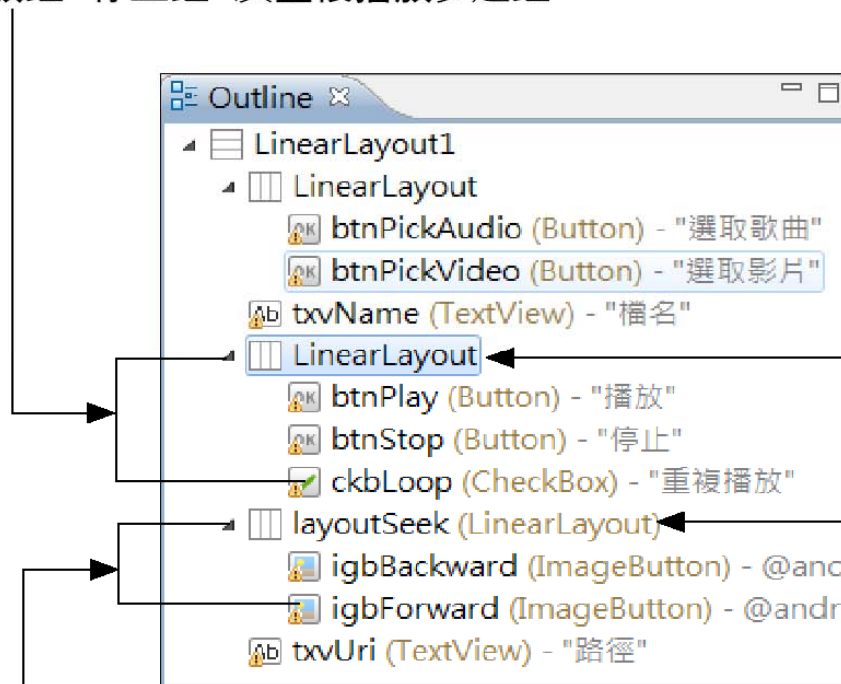 Outline
LinearLayout1
LinearLayout
btnPickAudio (Button) - "選取歌曲"
btnPickVideo (Button) - "選取影片"
txvName (TextView) - "檔名"
LinearLayout
btnPlay (Button) - "播放"
btnStop (Button) - "停止"
ckbLoop (CheckBox) - "重複播放"
layoutSeek (LinearLayout)
igbBackward (ImageButton) - @and
igbForward (ImageButton) - @andr
txvUri (TextView) - "路徑"